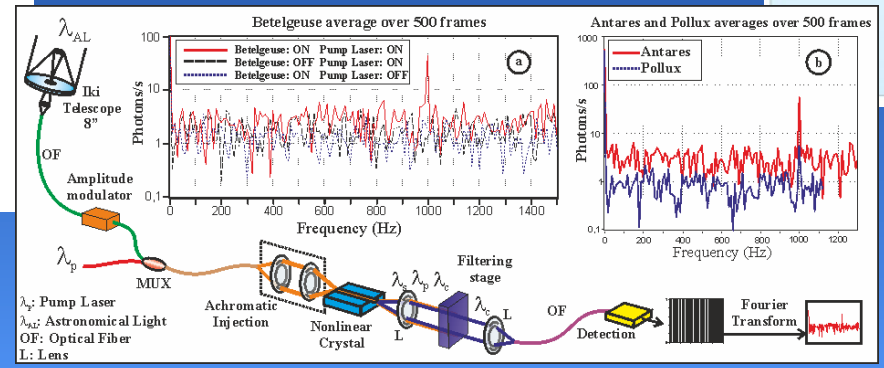 λAL
Iki
Telescope
8"
OF
Amplitude
modulator
λp
MUX
λp: Pump Laser
λAL: Astronomical Light
OF: Optical Fiber
L: Lens
Betelgeuse average over 500 frames
Betelgeuse: ON Pump Laser: ON
Betelgeuse: OFF Pump Laser: ON
Betelgeuse: ON Pump Laser: OFF
a
Photons/s
100
10
1
0,1
0 200 400 600 800 1000 1200 1400
Frequency (Hz)
Antares and Pollux averages over 500 frames
Antares
Pollux
b
Photons/s
1000
100
10
1
0,1
0 200 400 600 800 1000 1200
Frequency (Hz)
Achromatic
Injection
Nonlinear
Crystal
λs λp λc
L
Filtering
stage
λc
L
OF
Detection
Fourier
Transform